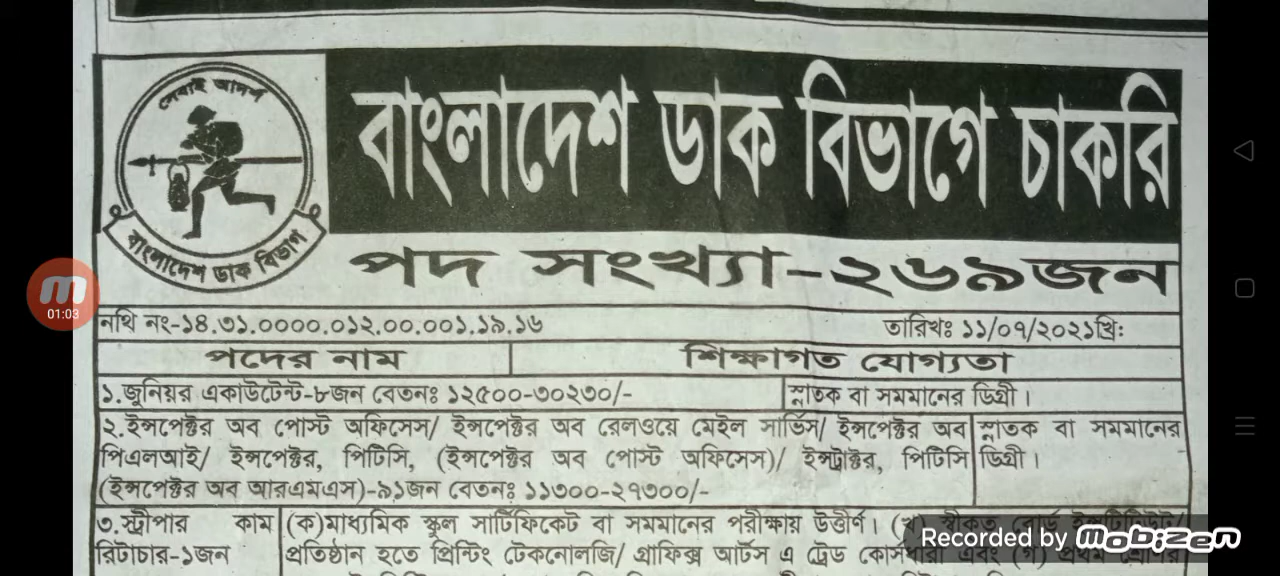 সেবাই আদর্শ
বাংলাদেশ ডাক বিভাগ
বাংলাদেশ ডাক বিভাগে চাকরি
পদ সংখ্যা-২৬৯জন
নথি নং-১৪.৩১.০০০০.০১২.০০.০০১.১৯.১৬ তারিখঃ ১১/০৭/২০২১খ্রি:
পদের নাম শিক্ষাগত যোগ্যতা
১.জুনিয়র একাউটেন্ট-৮জন বেতনঃ ১২৫০০-৩০২৩০/- স্নাতক বা সমমানের ডিগ্রী।
২.ইন্সপেক্টর অব পোস্ট অফিসেস/ ইন্সপেক্টর অব রেলওয়ে মেইল সার্ভিস/ ইন্সপেক্টর অব স্নাতক বা সমমানের
পিএলআই/ ইন্সপেক্টর, পিটিসি, (ইন্সপেক্টর অব পোস্ট অফিসেস)/ ইন্সট্রাক্টর, পিটিসি ডিগ্রী।
(ইন্সপেক্টর অব আরএমএস)-৯১জন বেতনঃ ১১৩০০-২৭৩০০/-
৩.স্ট্রীপার কাম (ক)মাধ্যমিক স্কুল সার্টিফিকেট বা সমমানের পরীক্ষায় উত্তীর্ণ। (খ)
রিটাচার-১জন প্রতিষ্ঠান হতে প্রিন্টিং টেকনোলজি/ গ্রাফিক্স আর্টস এ ট্রেড
01:03
Recorded by Mobizen